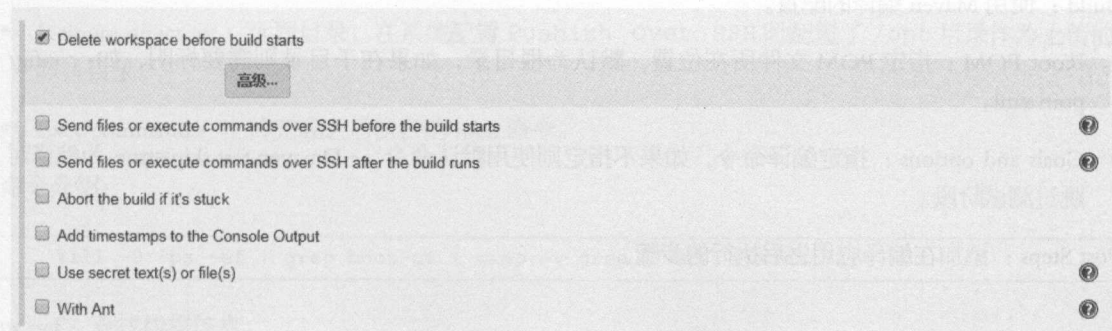 Delete workspace before build starts
高级...
Send files or execute commands over SSH before the build starts
Send files or execute commands over SSH after the build runs
Abort the build if it's stuck
Add timestamps to the Console Output
Use secret text(s) or file(s)
With Ant